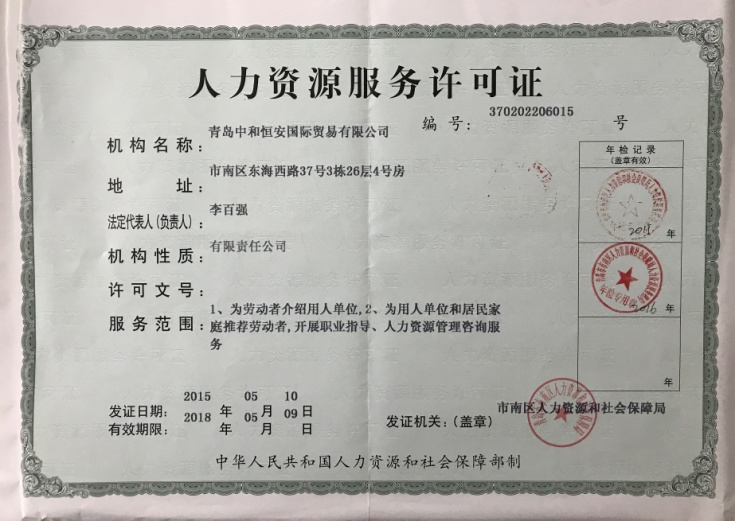 人力资源服务许可证
编 号: 370202206015 号
机构名称: 青岛中和恒安国际贸易有限公司
地 址: 市南区东海西路37号3栋26层4号房
法定代表人(负责人): 李百强
机构性质: 有限责任公司
许可文号:
服务范围: 1、为劳动者介绍用人单位,2、为用人单位和居民家
庭推荐劳动者,开展职业指导、人力资源管理咨询服
务
年检记录
(盖章有效)
年
2016 年
年
发证日期: 2015 年 05 月 10 日
有效期限: 2018 年 05 月 09 日
发证机关:(盖章)
市南区人力资源和社会保障局
中华人民共和国人力资源和社会保障部制